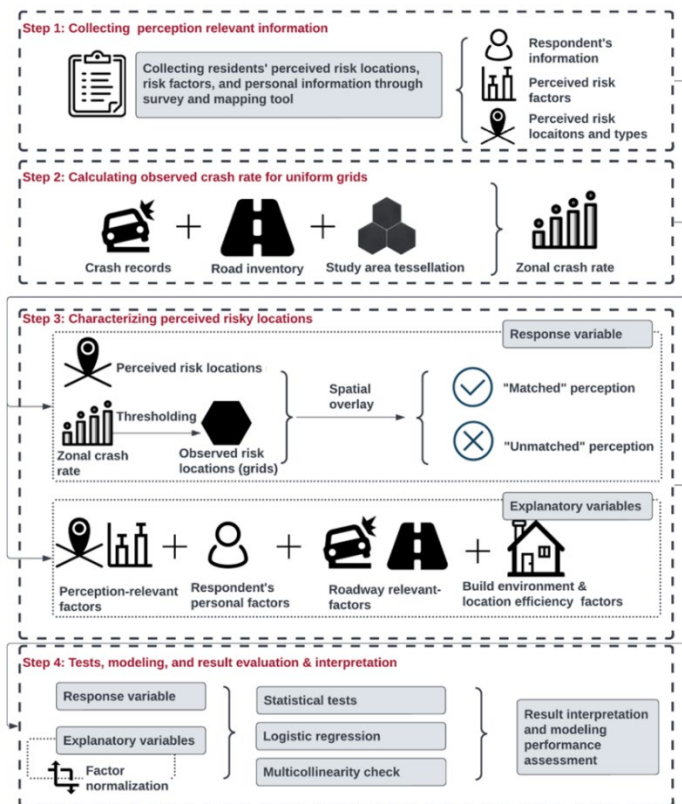 Step 1: Collecting perception relevant information
Collecting residents' perceived risk locations,
risk factors, and personal information through
survey and mapping tool
Respondent's
information
Perceived risk
factors
Perceived risk
locaitons and types
Step 2: Calculating observed crash rate for uniform grids
Crash records
Road inventory
Study area tessellation
Zonal crash rate
Step 3: Characterizing perceived risky locations
Response variable
Perceived risk locations
Thresholding
Zonal crash
rate
Observed risk
locations (grids)
Spatial
overlay
"Matched" perception
"Unmatched" perception
Explanatory variables
Perception-relevant
factors
Respondent's
personal factors
Roadway relevant-
factors
Build environment &
location efficiency factors
Step 4: Tests, modeling, and result evaluation & interpretation
Response variable
Explanatory variables
Factor
normalization
Statistical tests
Logistic regression
Multicollinearity check
Result interpretation
and modeling
performance
assessment